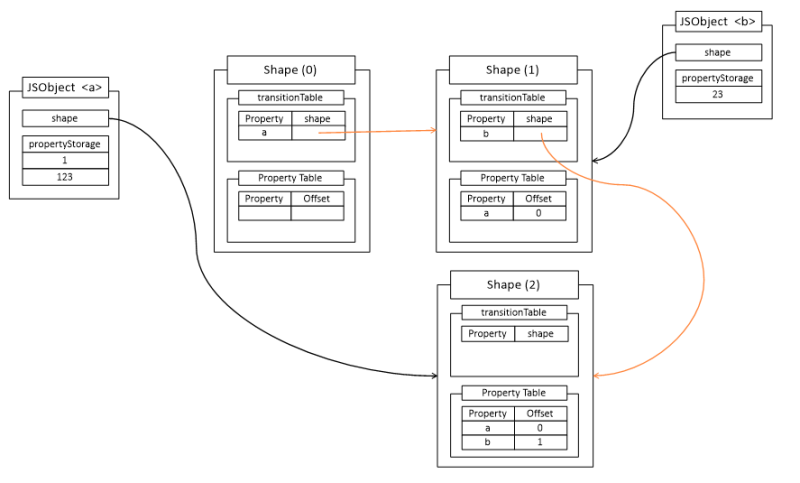 JSObject <a>
shape
propertyStorage
1
123
Shape (0)
transitionTable
Property shape
a
Property Table
Property Offset
Shape (1)
transitionTable
Property shape
b
Property Table
Property Offset
a 0
JSObject <b>
shape
propertyStorage
23
Shape (2)
transitionTable
Property shape
Property Table
Property Offset
a 0
b 1